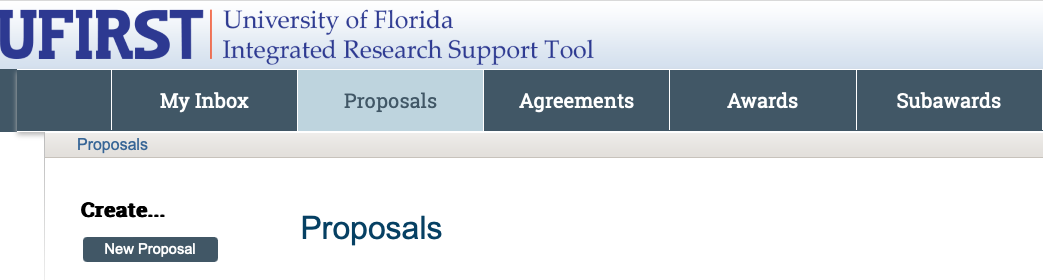 UFIRST
University of Florida
Integrated Research Support Tool
My Inbox
Proposals
Agreements
Awards
Subawards
Proposals
Create...
New Proposal
Proposals